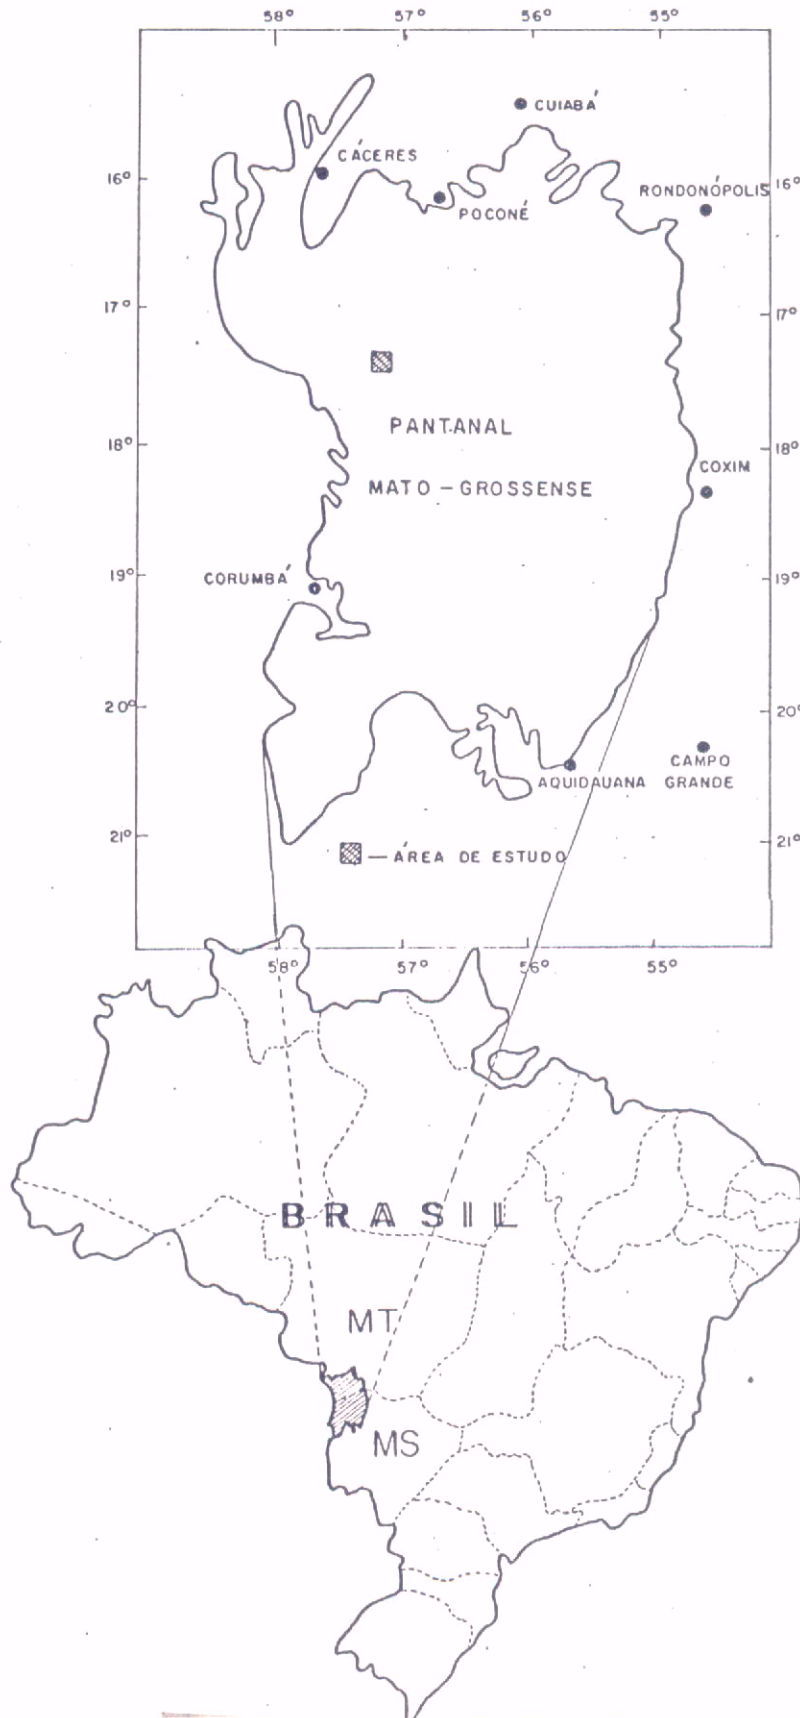 58° 57° 56° 55°
CUIABÁ
CÁCERES
16° 16°
RONDONÓPOLIS
POCONÉ
17° 17°
PANTANAL
18° 18°
COXIM
MATO - GROSSENSE
19° 19°
CORUMBÁ
20° 20°
CAMPO
AQUIDAUANA GRANDE
21° 21°
— ÁREA DE ESTUDO
58° 57° 56° 55°
BRASIL
MT
MS